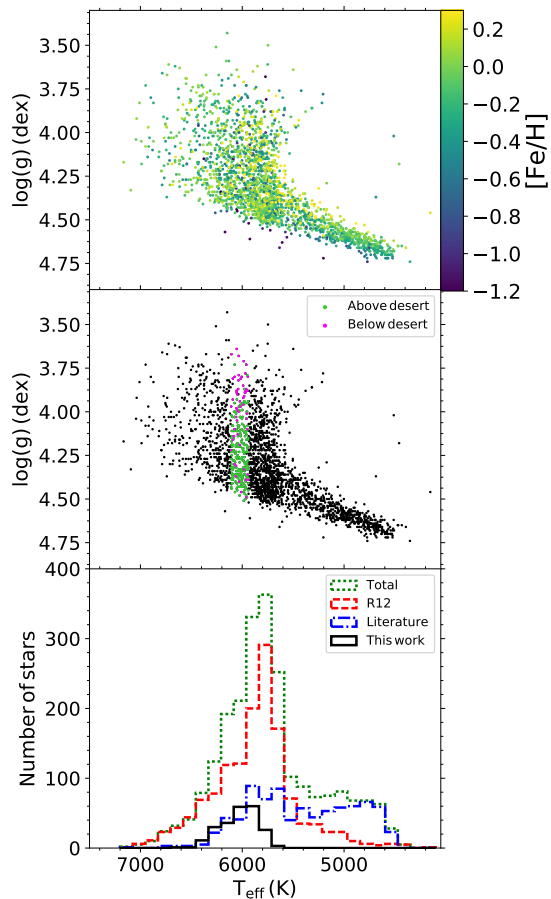 3.50
3.75
4.00
4.25
4.50
4.75
log(g) (dex)
0.2
0.0
−0.2
−0.4
−0.6
−0.8
−1.0
−1.2
[Fe/H]
3.50
3.75
4.00
4.25
4.50
4.75
log(g) (dex)
Above desert
Below desert
400
300
200
100
0
Number of stars
Total
R12
Literature
This work
7000 6000 5000
T_eff (K)